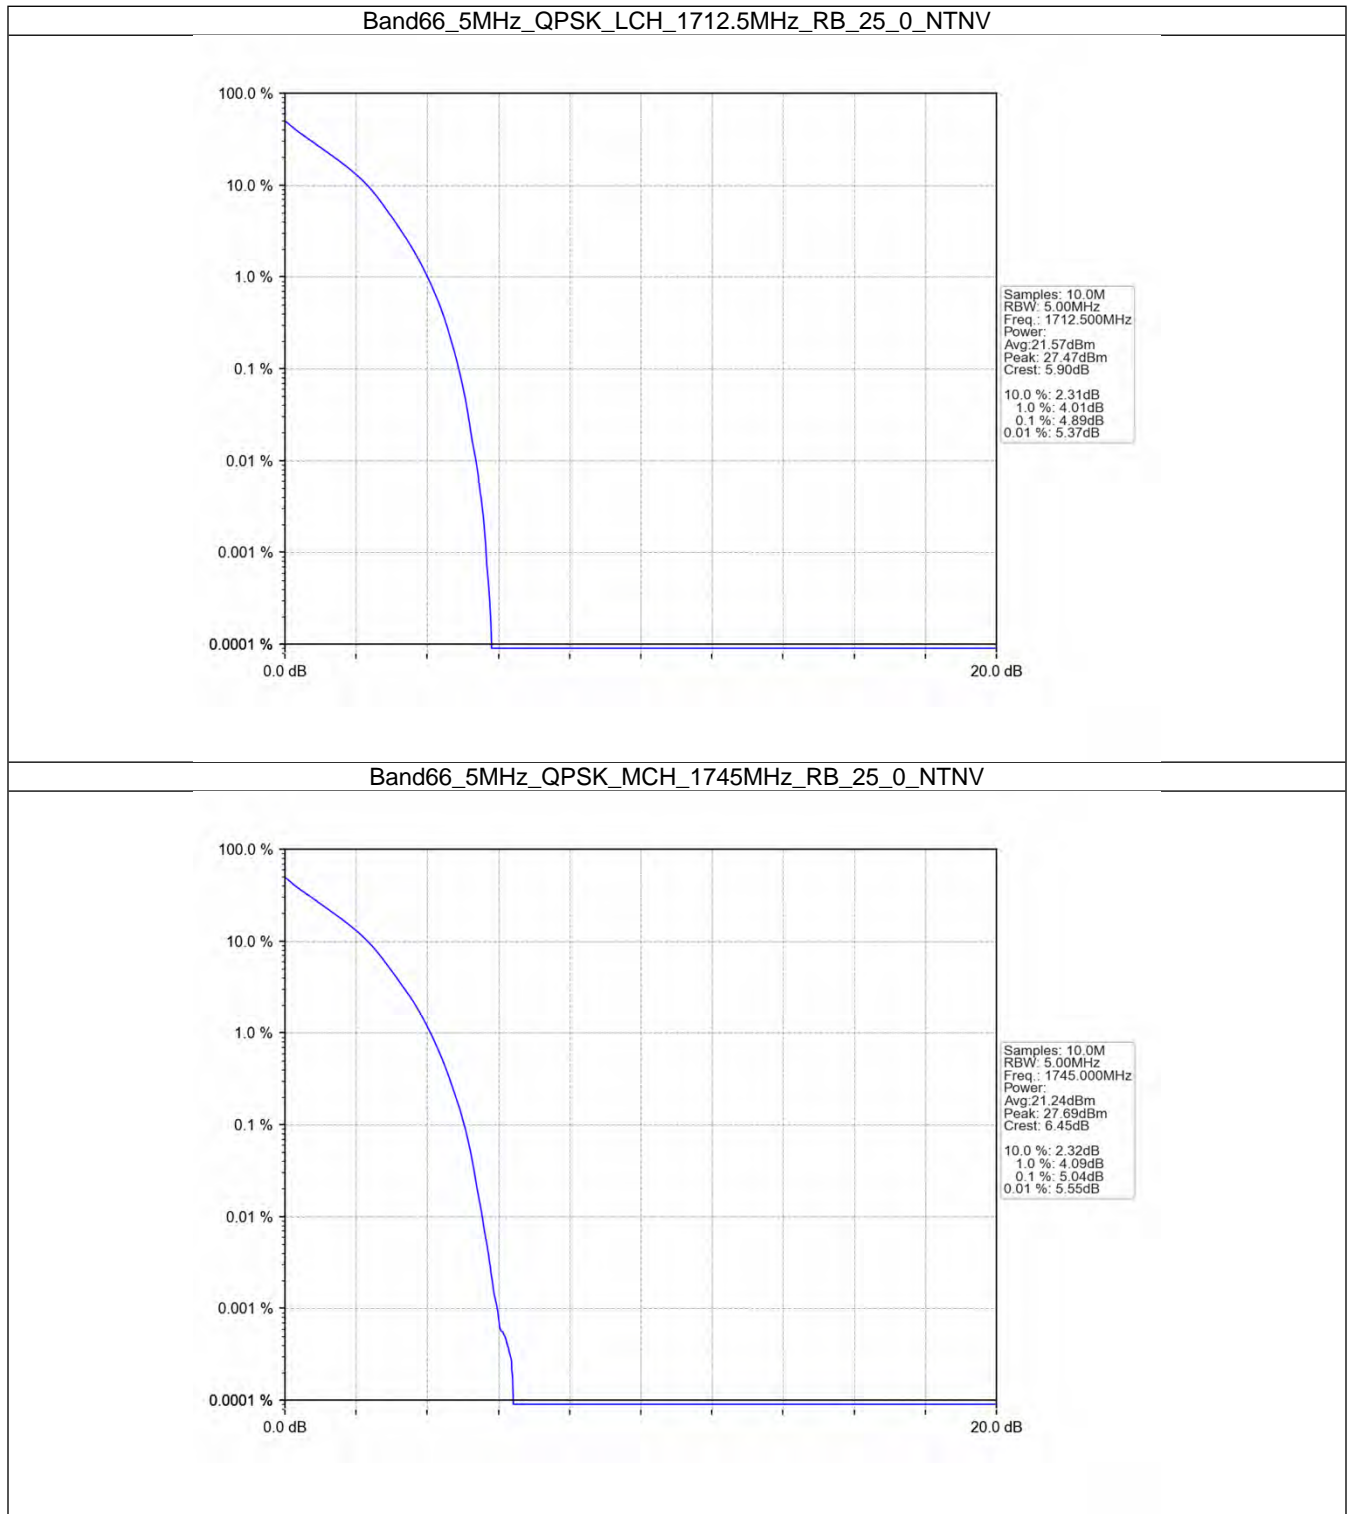 Band66_5MHz_QPSK_LCH_1712.5MHz_RB_25_0_NTNV
100.0 %
10.0 %
1.0 %
0.1 %
0.01 %
0.001 %
0.0001 %
0.0 dB
20.0 dB
Samples: 10.0M
RBW: 5.00MHz
Freq.: 1712.500MHz
Power:
Avg:21.57dBm
Peak: 27.47dBm
Crest: 5.90dB
10.0 %: 2.31dB
1.0 %: 4.01dB
0.1 %: 4.89dB
0.01 %: 5.37dB
Band66_5MHz_QPSK_MCH_1745MHz_RB_25_0_NTNV
100.0 %
10.0 %
1.0 %
0.1 %
0.01 %
0.001 %
0.0001 %
0.0 dB
20.0 dB
Samples: 10.0M
RBW: 5.00MHz
Freq.: 1745.000MHz
Power:
Avg:21.24dBm
Peak: 27.69dBm
Crest: 6.45dB
10.0 %: 2.32dB
1.0 %: 4.09dB
0.1 %: 5.04dB
0.01 %: 5.55dB